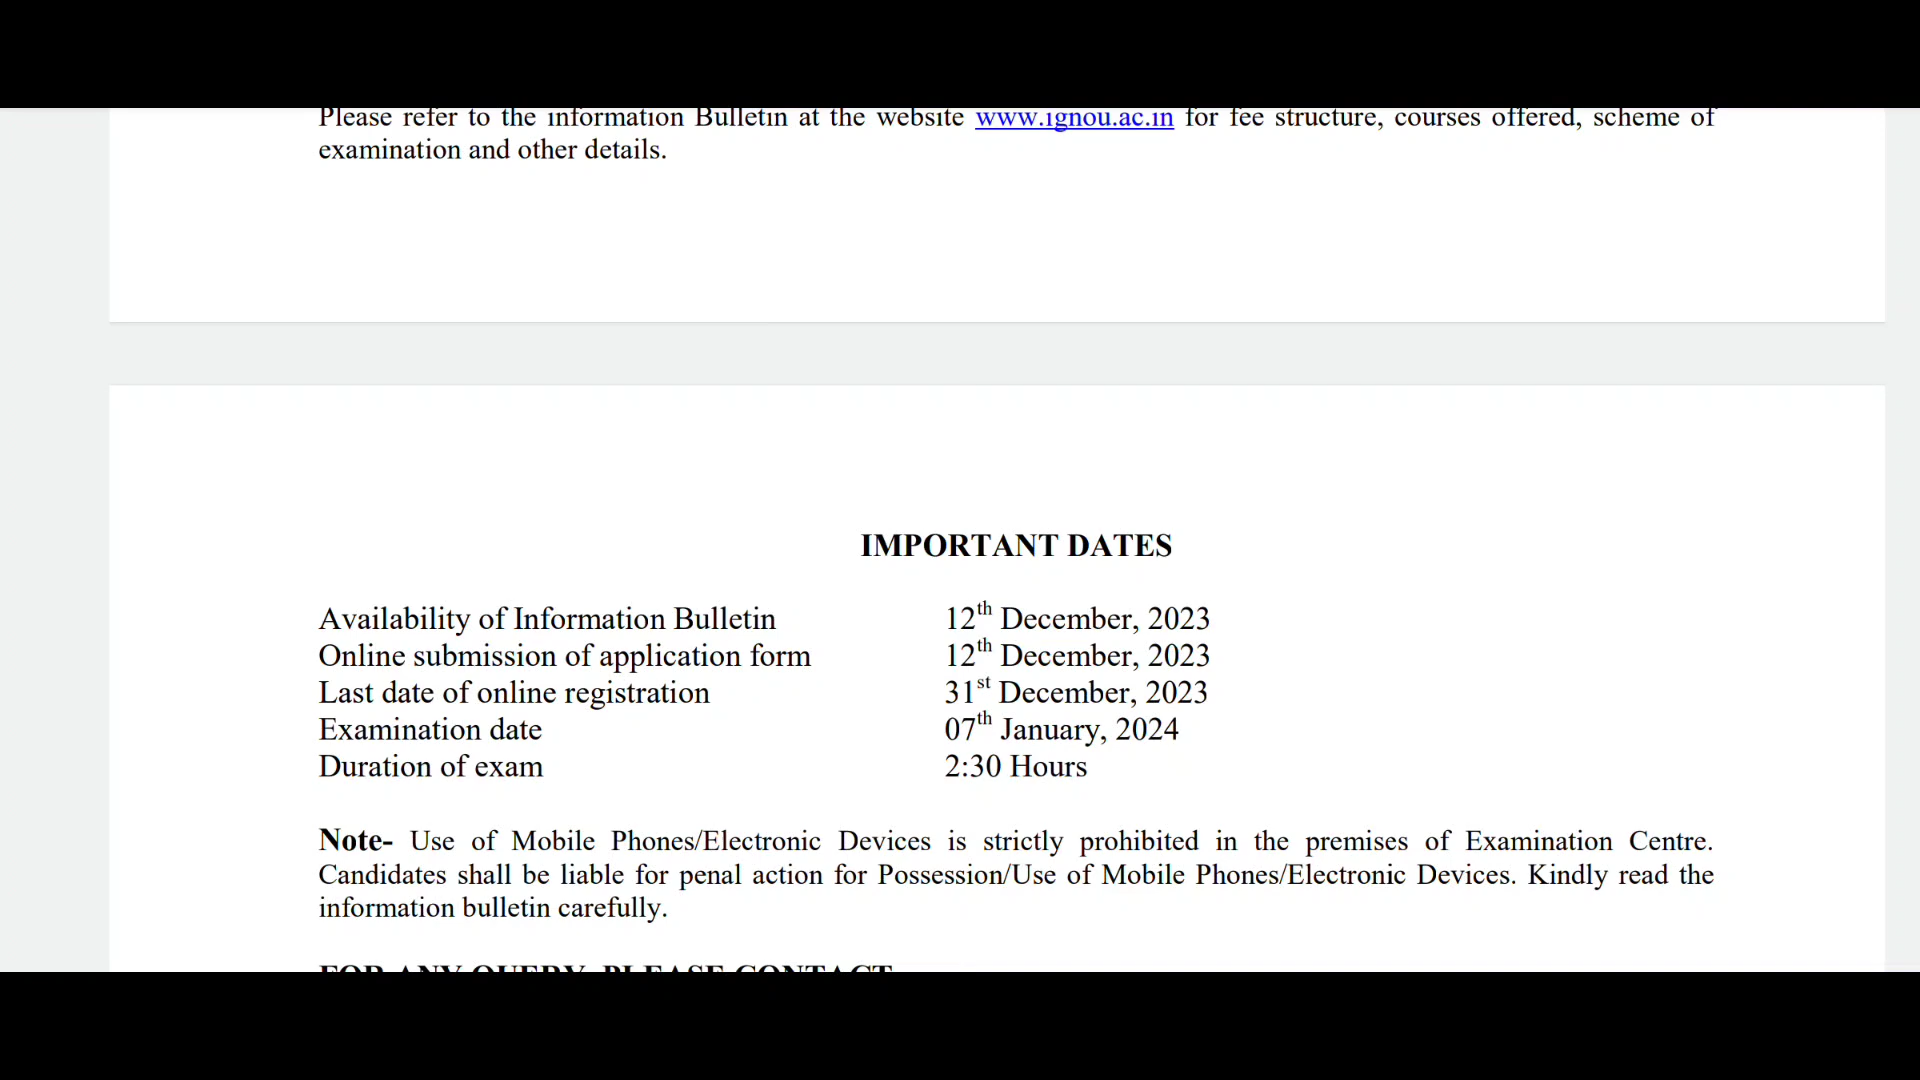 Please refer to the information Bulletin at the website www.ignou.ac.in for fee structure, courses offered, scheme of
examination and other details.
IMPORTANT DATES
Availability of Information Bulletin 12th December, 2023
Online submission of application form 12th December, 2023
Last date of online registration 31st December, 2023
Examination date 07th January, 2024
Duration of exam 2:30 Hours
Note- Use of Mobile Phones/Electronic Devices is strictly prohibited in the premises of Examination Centre.
Candidates shall be liable for penal action for Possession/Use of Mobile Phones/Electronic Devices. Kindly read the
information bulletin carefully.
FOR ANY QUERY, PLEASE CONTACT